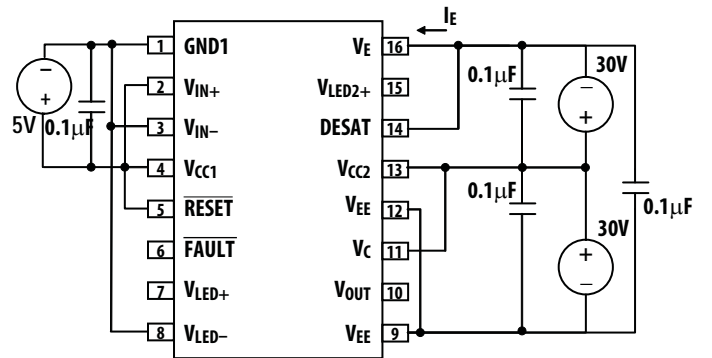 I_E
1 GND1 V_E 16
2 V_IN+ V_LED2+ 15
3 V_IN− DESAT 14
4 V_CC1 V_CC2 13
5 RESET V_EE 12
6 FAULT V_C 11
7 V_LED+ V_OUT 10
8 V_LED− V_EE 9
−
+
5V
0.1μF
0.1μF
30V
−
+
0.1μF
30V
+
−
0.1μF